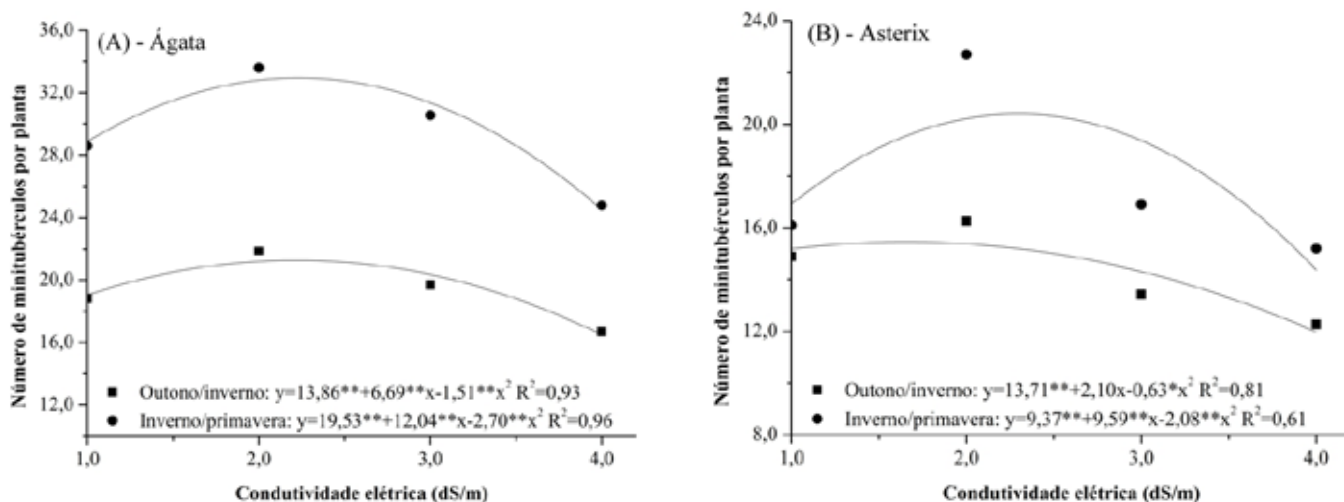 (A) - Ágata
Número de minitubérculos por planta
36,0
32,0
28,0
24,0
20,0
16,0
12,0
Outono/inverno: y=13,86**+6,69**x-1,51**x² R²=0,93
Inverno/primavera: y=19,53**+12,04**x-2,70**x² R²=0,96
1,0 2,0 3,0 4,0
Condutividade elétrica (dS/m)
(B) - Asterix
Número de minitubérculos por planta
24,0
20,0
16,0
12,0
8,0
Outono/inverno: y=13,71**+2,10x-0,63*x² R²=0,81
Inverno/primavera: y=9,37**+9,59**x-2,08**x² R²=0,61
1,0 2,0 3,0 4,0
Condutividade elétrica (dS/m)